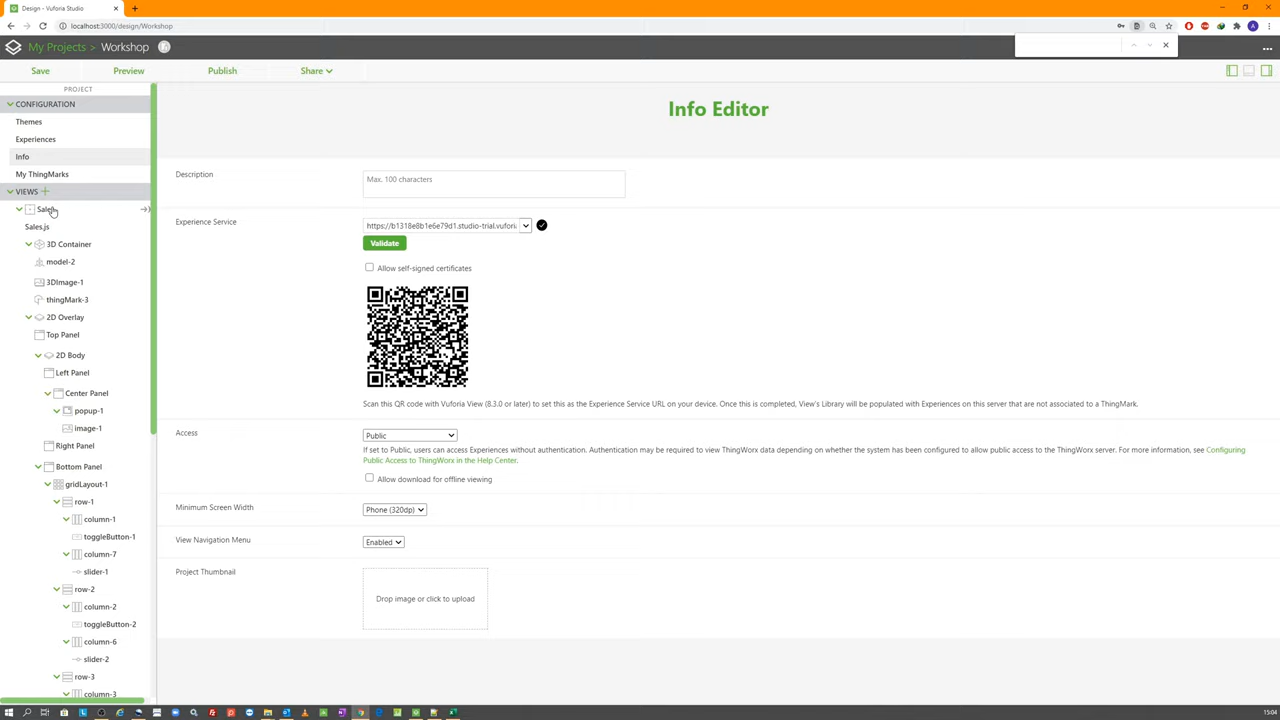 Design - Vuforia Studio
localhost:3000/design/Workshop
My Projects > Workshop
Save
Preview
Publish
Share
PROJECT
CONFIGURATION
Themes
Experiences
Info
My ThingMarks
VIEWS
Sales.js
3D Container
model-2
3DImage-1
thingMark-3
2D Overlay
Top Panel
2D Body
Left Panel
Center Panel
popup-1
image-1
Right Panel
Bottom Panel
gridLayout-1
row-1
column-1
toggleButton-1
column-7
slider-1
row-2
column-2
toggleButton-2
column-6
slider-2
row-3
column-3
Info Editor
Description
Max. 100 characters
Experience Service
https://b1318e8b1e6e79d1.studio-trial.vuforia
Validate
Allow self-signed certificates
Scan this QR code with Vuforia View (8.3.0 or later) to set this as the Experience Service URL on your device. Once this is completed, View's Library will be populated with Experiences on this server that are not associated to a ThingMark.
Access
Public
If set to Public, users can access Experiences without authentication. Authentication may be required to view ThingWorx data depending on whether the system has been configured to allow public access to the ThingWorx server. For more information, see Configuring
Public Access to ThingWorx in the Help Center.
Allow download for offline viewing
Minimum Screen Width
Phone (320dp)
View Navigation Menu
Enabled
Project Thumbnail
Drop image or click to upload
15:04